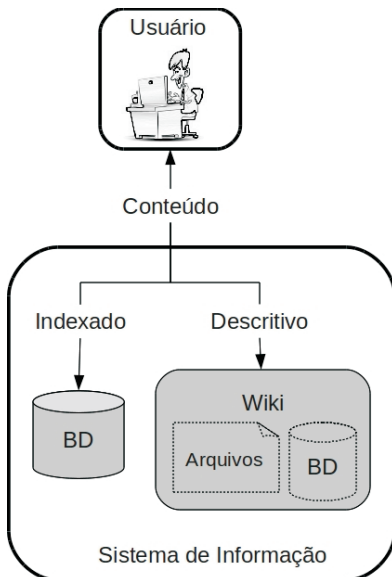 Usuário
Conteúdo
Indexado
Descritivo
BD
Wiki
Arquivos
BD
Sistema de Informação